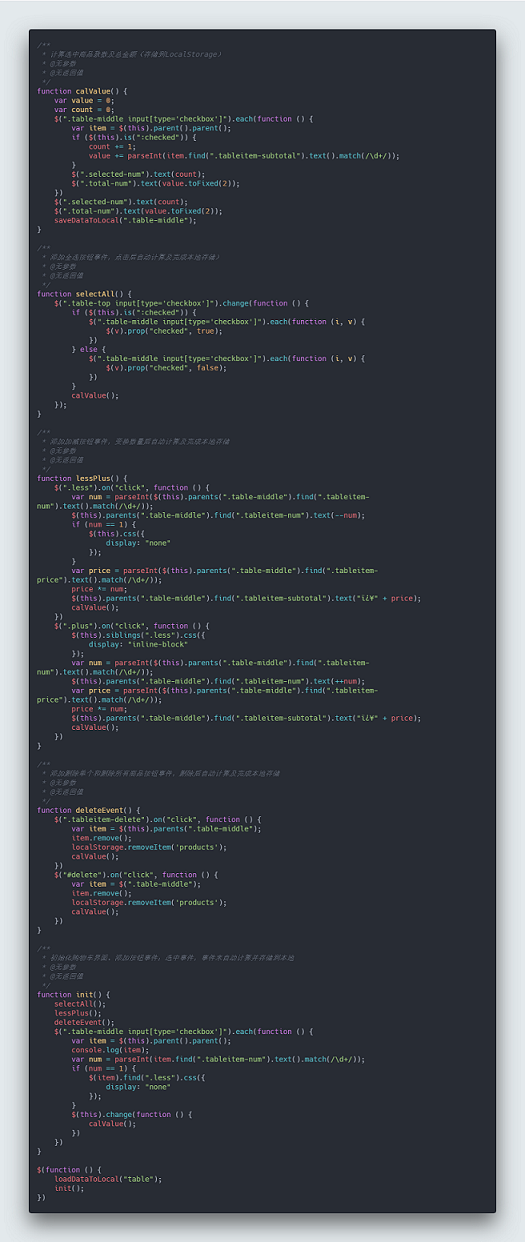 /**
 * 计算选中商品及数及总金额（存储到LocalStorage）
 * @无参数
 * @无返回值
 */
function calValue() {
    var value = 0;
    var count = 0;
    $(".table-middle input[type='checkbox']").each(function () {
        var item = $(this).parent().parent();
        if ($(this).is(":checked")) {
            count += 1;
            value += parseInt(item.find(".tableitem-subtotal").text().match(/\d+/));
        }
        $(".selected-num").text(count);
        $(".total-num").text(value.toFixed(2));
    })
    $(".selected-num").text(count);
    $(".total-num").text(value.toFixed(2));
    saveDataToLocal(".table-middle");
}

/**
 * 添加全选按钮事件，点击后自动计算及完成本地存储）
 * @无参数
 * @无返回值
 */
function selectAll() {
    $(".table-top input[type='checkbox']").change(function () {
        if ($(this).is(":checked")) {
            $(".table-middle input[type='checkbox']").each(function (i, v) {
                $(v).prop("checked", true);
            })
        } else {
            $(".table-middle input[type='checkbox']").each(function (i, v) {
                $(v).prop("checked", false);
            })
        }
        calValue();
    });
}

/**
 * 添加加减按钮事件，变换数量后自动计算及完成本地存储
 * @无参数
 * @无返回值
 */
function lessPlus() {
    $(".less").on("click", function () {
        var num = parseInt($(this).parents(".table-middle").find(".tableitem-
num").text().match(/\d+/));
        $(this).parents(".table-middle").find(".tableitem-num").text(--num);
        if (num == 1) {
            $(this).css({
                display: "none"
            });
        }
        var price = parseInt($(this).parents(".table-middle").find(".tableitem-
price").text().match(/\d+/));
        price *= num;
        $(this).parents(".table-middle").find(".tableitem-subtotal").text("ï¿¥" + price);
        calValue();
    })
    $(".plus").on("click", function () {
        $(this).siblings(".less").css({
            display: "inline-block"
        });
        var num = parseInt($(this).parents(".table-middle").find(".tableitem-
num").text().match(/\d+/));
        $(this).parents(".table-middle").find(".tableitem-num").text(++num);
        var price = parseInt($(this).parents(".table-middle").find(".tableitem-
price").text().match(/\d+/));
        price *= num;
        $(this).parents(".table-middle").find(".tableitem-subtotal").text("ï¿¥" + price);
        calValue();
    })
}

/**
 * 添加删除单个和删除所有商品按钮事件，删除后自动计算及完成本地存储
 * @无参数
 * @无返回值
 */
function deleteEvent() {
    $(".tableitem-delete").on("click", function () {
        var item = $(this).parents(".table-middle");
        item.remove();
        localStorage.removeItem('products');
        calValue();
    })
    $("#delete").on("click", function () {
        var item = $(".table-middle");
        item.remove();
        localStorage.removeItem('products');
        calValue();
    })
}

/**
 * 初始化购物车界面，添加按钮事件，选中事件，事件末自动计算并存储到本地
 * @无参数
 * @无返回值
 */
function init() {
    selectAll();
    lessPlus();
    deleteEvent();
    $(".table-middle input[type='checkbox']").each(function () {
        var item = $(this).parent().parent();
        console.log(item);
        var num = parseInt(item.find(".tableitem-num").text().match(/\d+/));
        if (num == 1) {
            $(item).find(".less").css({
                display: "none"
            });
        }
        $(this).change(function () {
            calValue();
        })
    })
}

$(function () {
    loadDataToLocal("table");
    init();
})